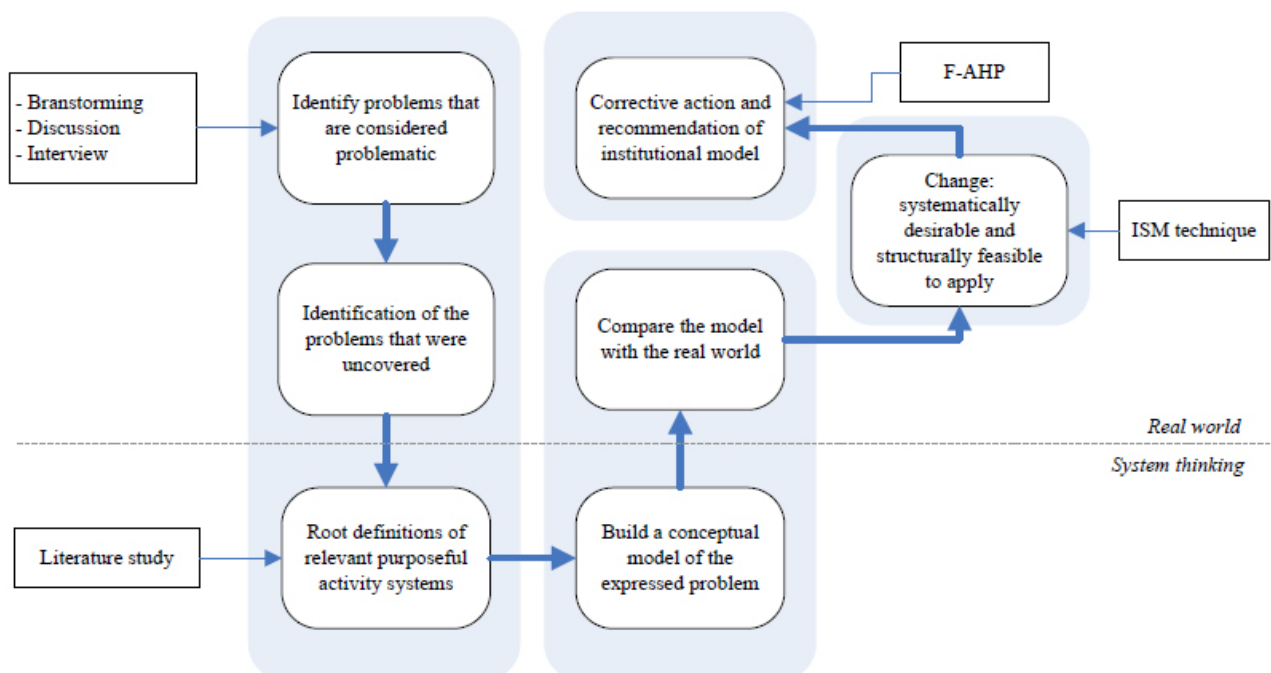 - Branstorming
- Discussion
- Interview
Identify problems that
are considered
problematic
Corrective action and
recommendation of
institutional model
F-AHP
Change:
systematically
desirable and
structurally feasible
to apply
ISM technique
Identification of the
problems that were
uncovered
Compare the model
with the real world
Real world
System thinking
Literature study
Root definitions of
relevant purposeful
activity systems
Build a conceptual
model of the
expressed problem